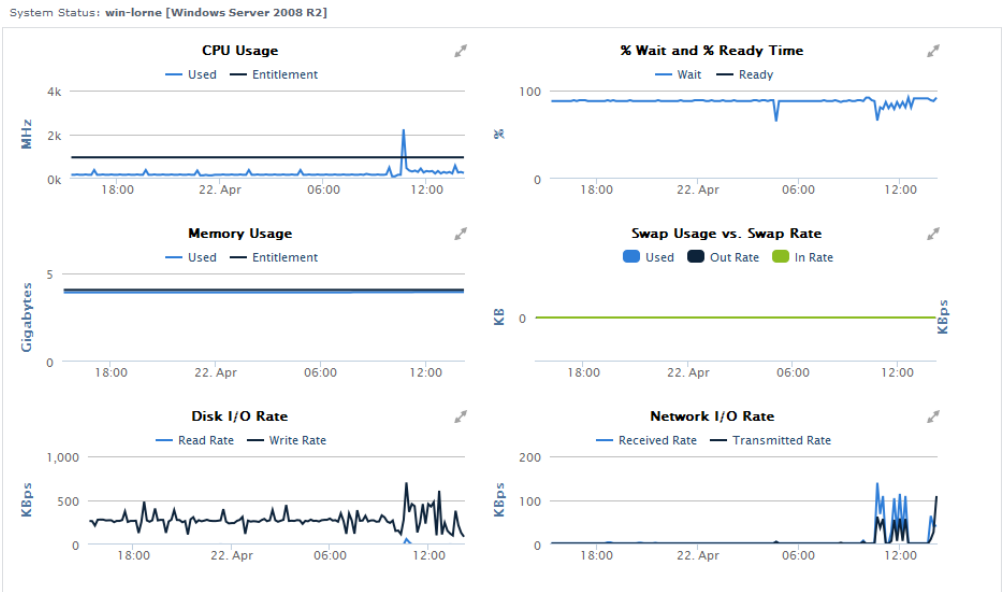 System Status: win-lorne [Windows Server 2008 R2]
CPU Usage
Used Entitlement
4k
2k
0k
MHz
18:00 22. Apr 06:00 12:00
% Wait and % Ready Time
Wait Ready
100
0
%
18:00 22. Apr 06:00 12:00
Memory Usage
Used Entitlement
5
0
Gigabytes
18:00 22. Apr 06:00 12:00
Swap Usage vs. Swap Rate
Used Out Rate In Rate
0
KB
KBps
18:00 22. Apr 06:00 12:00
Disk I/O Rate
Read Rate Write Rate
1,000
500
0
KBps
18:00 22. Apr 06:00 12:00
Network I/O Rate
Received Rate Transmitted Rate
200
100
0
KBps
18:00 22. Apr 06:00 12:00